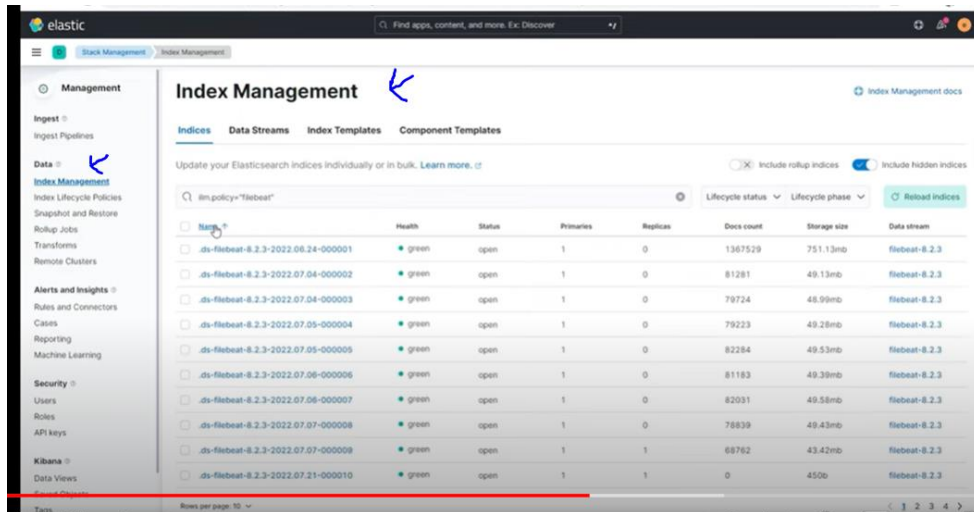 elastic
Find apps, content, and more. Ex: Discover
Stack Management
Index Management
Management
Ingest
Ingest Pipelines
Data
Index Management
Index Lifecycle Policies
Snapshot and Restore
Rollup Jobs
Transforms
Remote Clusters
Alerts and Insights
Rules and Connectors
Cases
Reporting
Machine Learning
Security
Users
Roles
API keys
Kibana
Data Views
Saved Objects
Tags
Index Management
Index Management docs
Indices Data Streams Index Templates Component Templates
Update your Elasticsearch indices individually or in bulk. Learn more.
Include rollup indices
Include hidden indices
ilm.policy="filebeat"
Lifecycle status
Lifecycle phase
Reload indices
Name Health Status Primaries Replicas Docs count Storage size Data stream
.ds-filebeat-8.2.3-2022.06.24-000001 green open 1 0 1367529 751.13mb filebeat-8.2.3
.ds-filebeat-8.2.3-2022.07.04-000002 green open 1 0 81281 49.13mb filebeat-8.2.3
.ds-filebeat-8.2.3-2022.07.04-000003 green open 1 0 79724 48.99mb filebeat-8.2.3
.ds-filebeat-8.2.3-2022.07.05-000004 green open 1 0 79223 49.28mb filebeat-8.2.3
.ds-filebeat-8.2.3-2022.07.05-000005 green open 1 0 82284 49.53mb filebeat-8.2.3
.ds-filebeat-8.2.3-2022.07.06-000006 green open 1 0 81183 49.39mb filebeat-8.2.3
.ds-filebeat-8.2.3-2022.07.06-000007 green open 1 0 82031 49.58mb filebeat-8.2.3
.ds-filebeat-8.2.3-2022.07.07-000008 green open 1 0 78839 49.43mb filebeat-8.2.3
.ds-filebeat-8.2.3-2022.07.07-000009 green open 1 1 68762 43.42mb filebeat-8.2.3
.ds-filebeat-8.2.3-2022.07.21-000010 green open 1 1 0 450b filebeat-8.2.3
Rows per page: 10
1 2 3 4